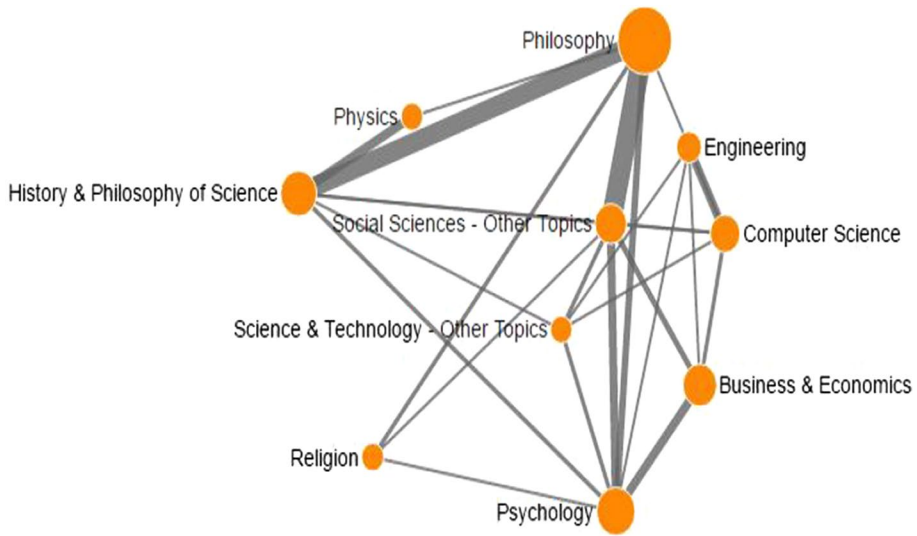 Philosophy
Physics
Engineering
History & Philosophy of Science
Social Sciences - Other Topics
Computer Science
Science & Technology - Other Topics
Business & Economics
Religion
Psychology